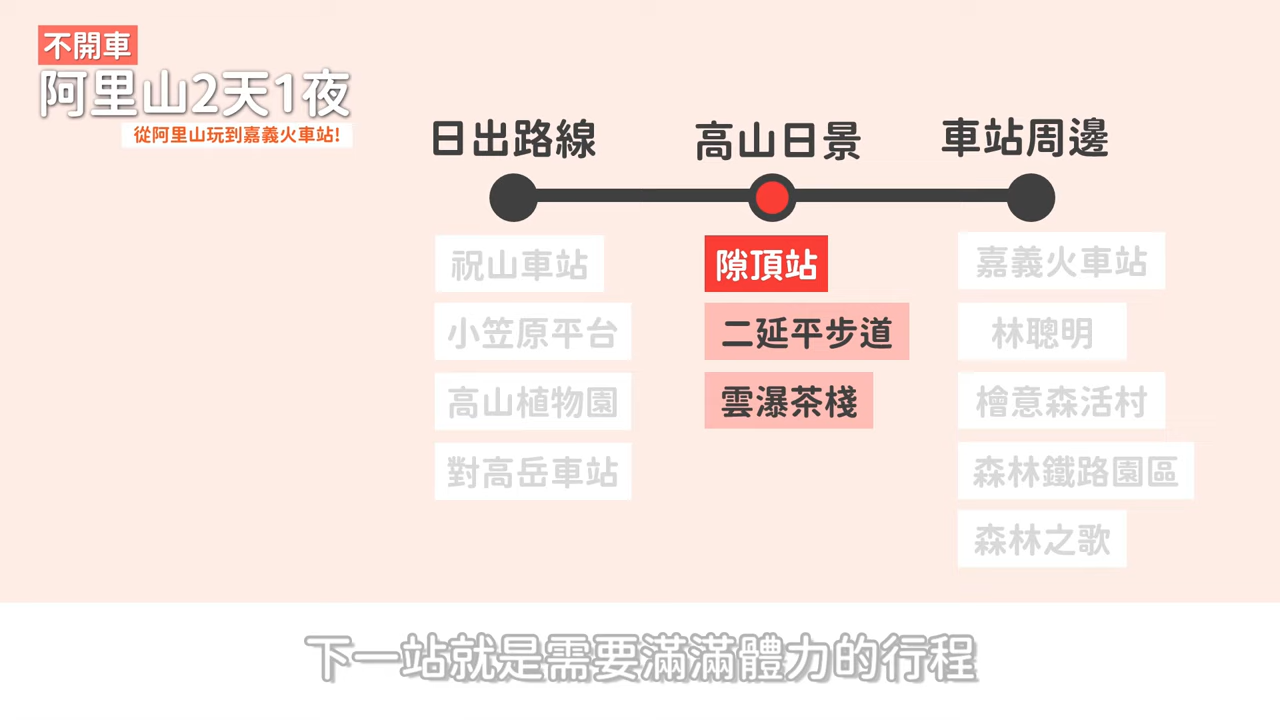 不開車
阿里山2天1夜
從阿里山玩到嘉義火車站!
日出路線
祝山車站
小笠原平台
高山植物園
對高岳車站
高山日景
隙頂站
二延平步道
雲瀑茶棧
車站周邊
嘉義火車站
林聰明
檜意森活村
森林鐵路園區
森林之歌
下一站就是需要滿滿體力的行程